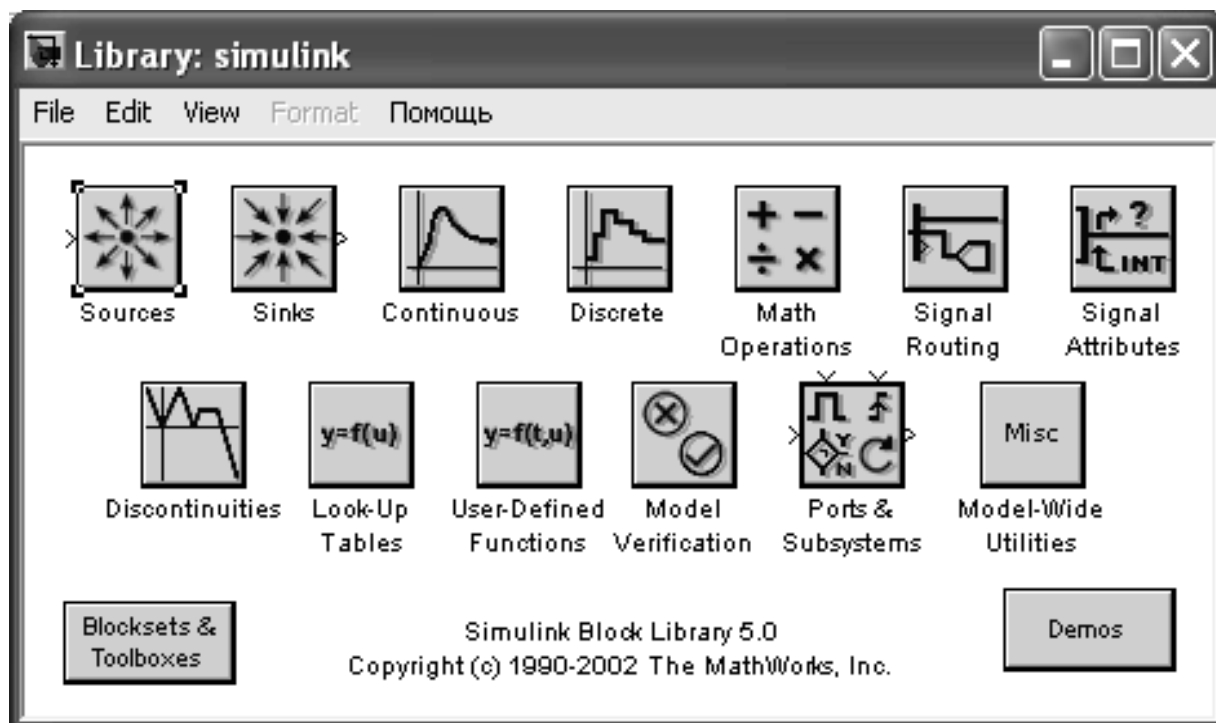 Library: simulink
File Edit View Format Помощь
Sources
Sinks
Continuous
Discrete
Math
Operations
Signal
Routing
? INT
Signal
Attributes
Discontinuities
y=f(u)
Look-Up
Tables
y=f(t,u)
User-Defined
Functions
Model
Verification
? Y
N
Ports &
Subsystems
Misc
Model-Wide
Utilities
Blocksets &
Toolboxes
Simulink Block Library 5.0
Copyright (c) 1990-2002 The MathWorks, Inc.
Demos